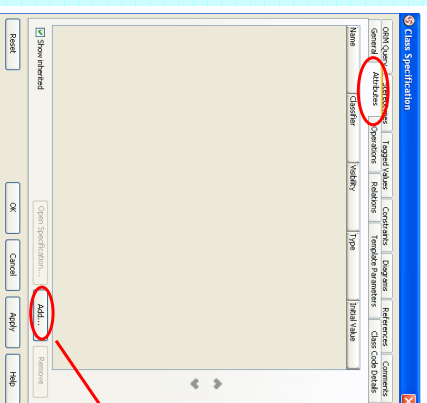 Class Specification
ORM Query Stereotypes Tagged Values Constraints Diagrams References Comments
General Attributes Operations Relations Template Parameters Class Code Details
Name Classifier Visibility Type Initial Value
Show inherited Open Specification... Add... Remove
Reset OK Cancel Apply Help